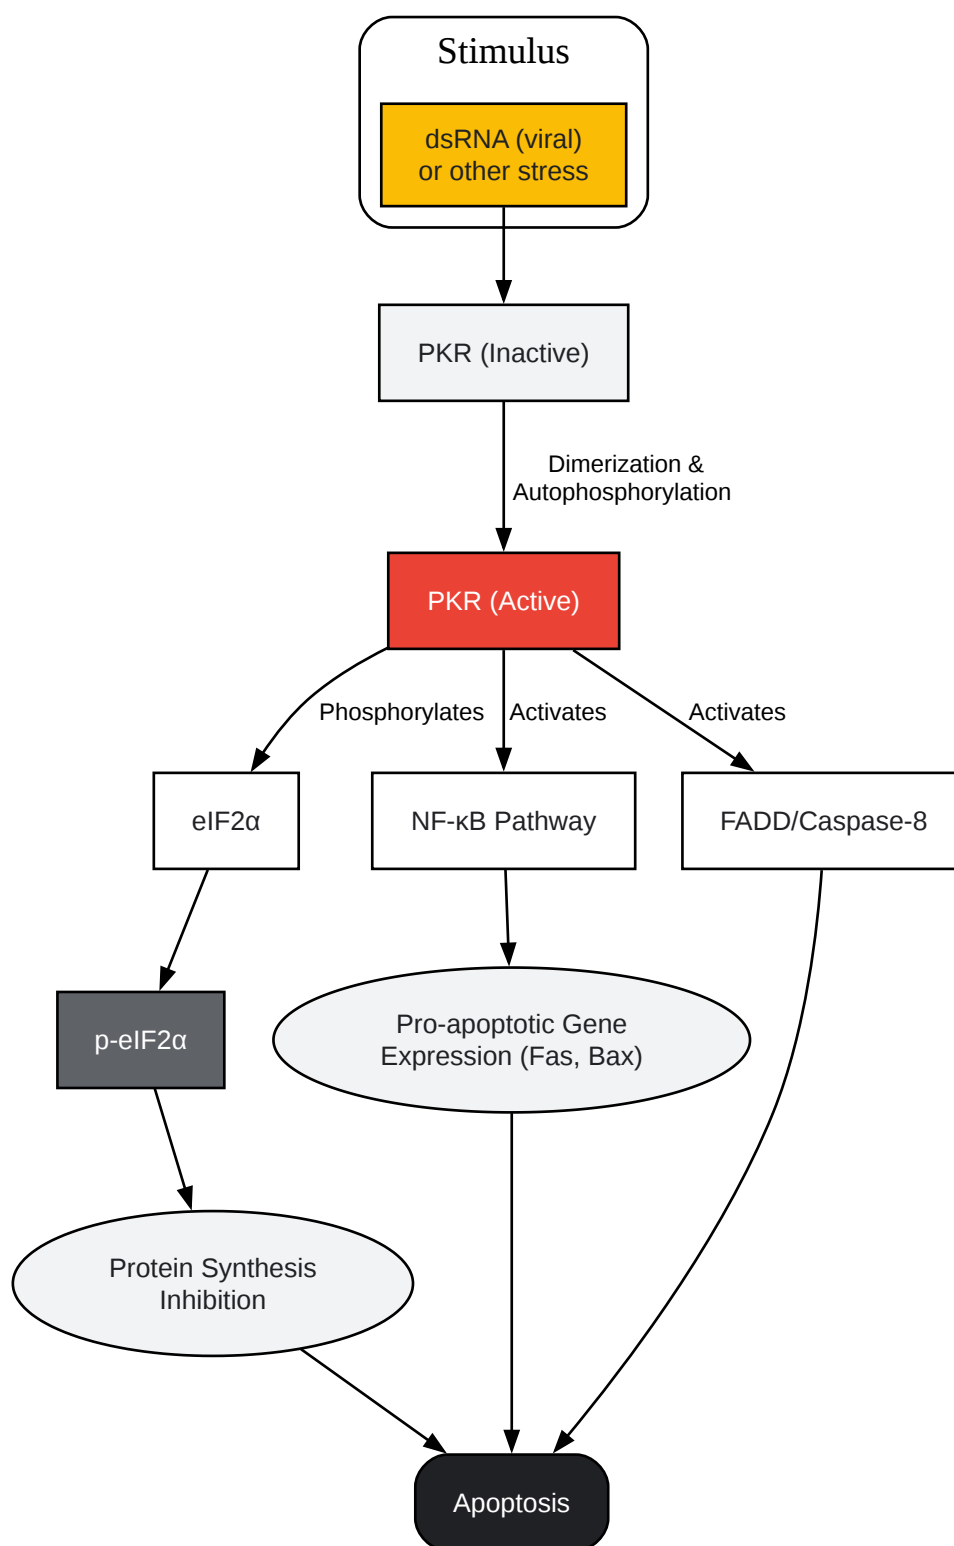 Stimulus
dsRNA (viral)
or other stress
PKR (Inactive)
Dimerization &
Autophosphorylation
PKR (Active)
Phosphorylates
Activates
Activates
eIF2α
NF-κB Pathway
FADD/Caspase-8
p-eIF2α
Pro-apoptotic Gene
Expression (Fas, Bax)
Protein Synthesis
Inhibition
Apoptosis